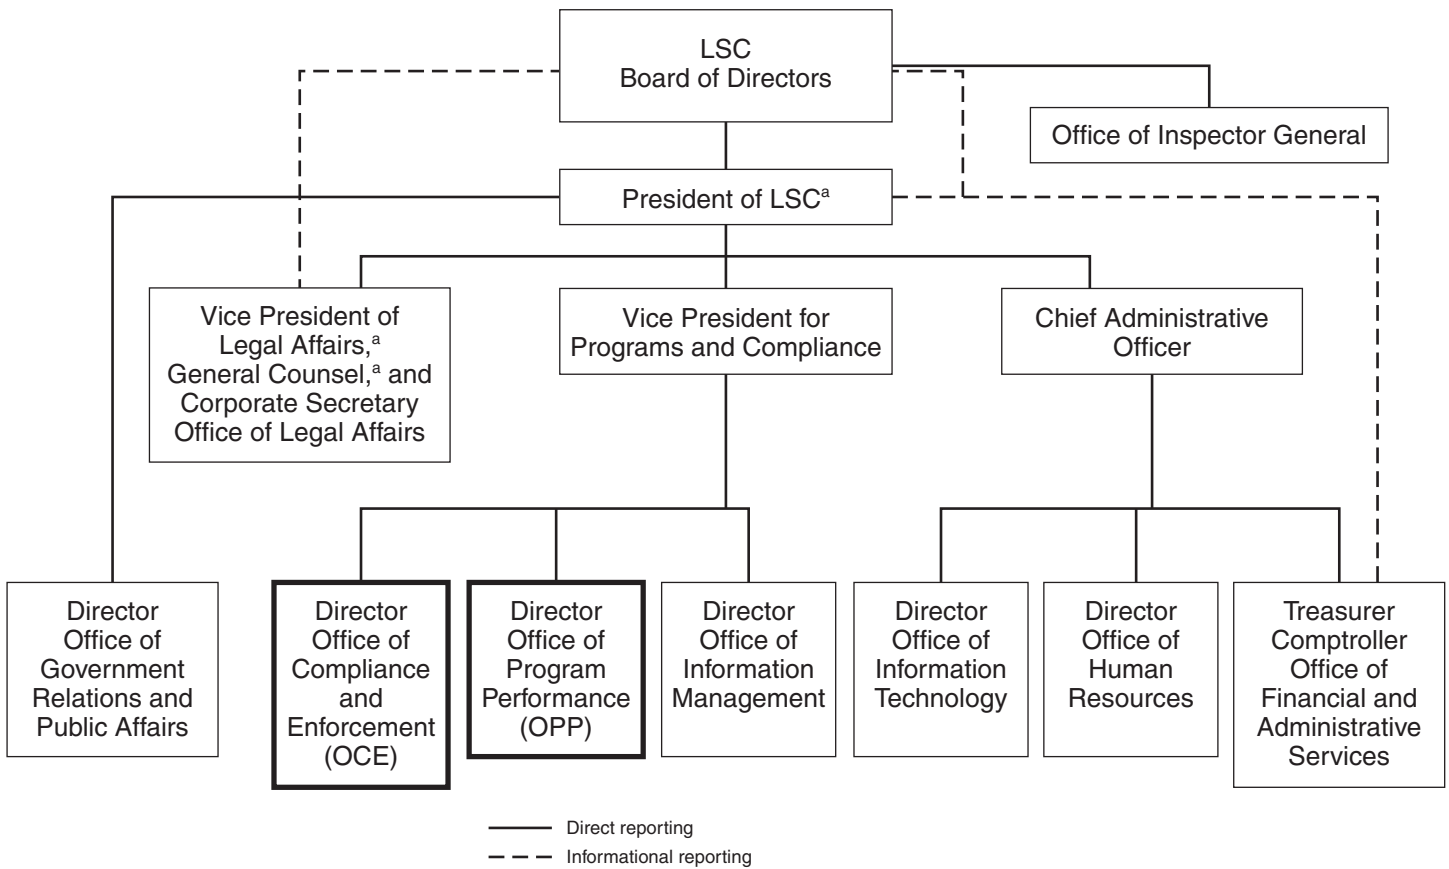 LSC
Board of Directors
Office of Inspector General
President of LSCᵃ
Vice President of
Legal Affairs,ᵃ
General Counsel,ᵃ and
Corporate Secretary
Office of Legal Affairs
Vice President for
Programs and Compliance
Chief Administrative
Officer
Director
Office of
Government
Relations and
Public Affairs
Director
Office of
Compliance
and
Enforcement
(OCE)
Director
Office of
Program
Performance
(OPP)
Director
Office of
Information
Management
Director
Office of
Information
Technology
Director
Office of
Human
Resources
Treasurer
Comptroller
Office of
Financial and
Administrative
Services
Direct reporting
Informational reporting